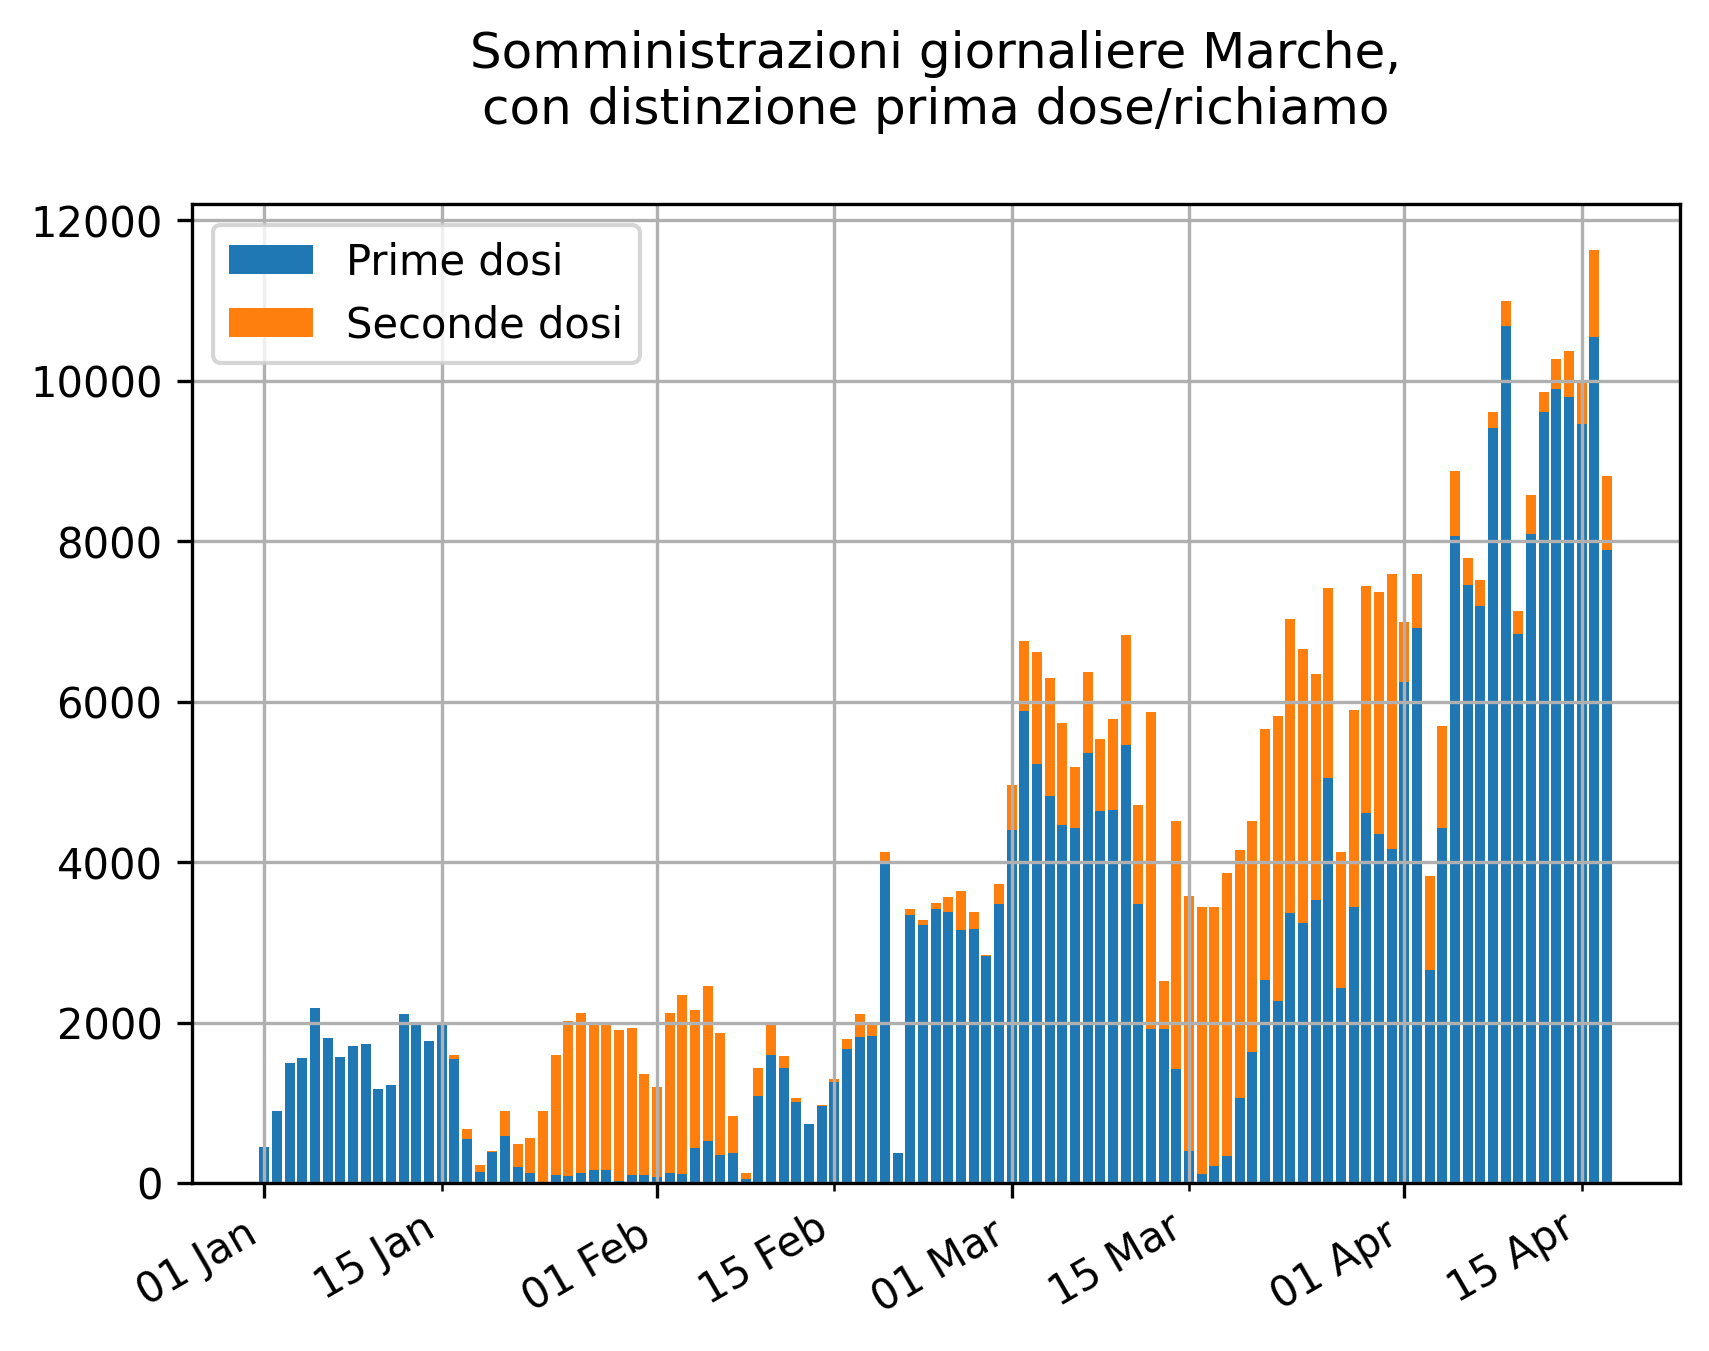 Somministrazioni giornaliere Marche,
con distinzione prima dose/richiamo
12000
10000
8000
6000
4000
2000
0
Prime dosi
Seconde dosi
01 Jan
15 Jan
01 Feb
15 Feb
01 Mar
15 Mar
01 Apr
15 Apr